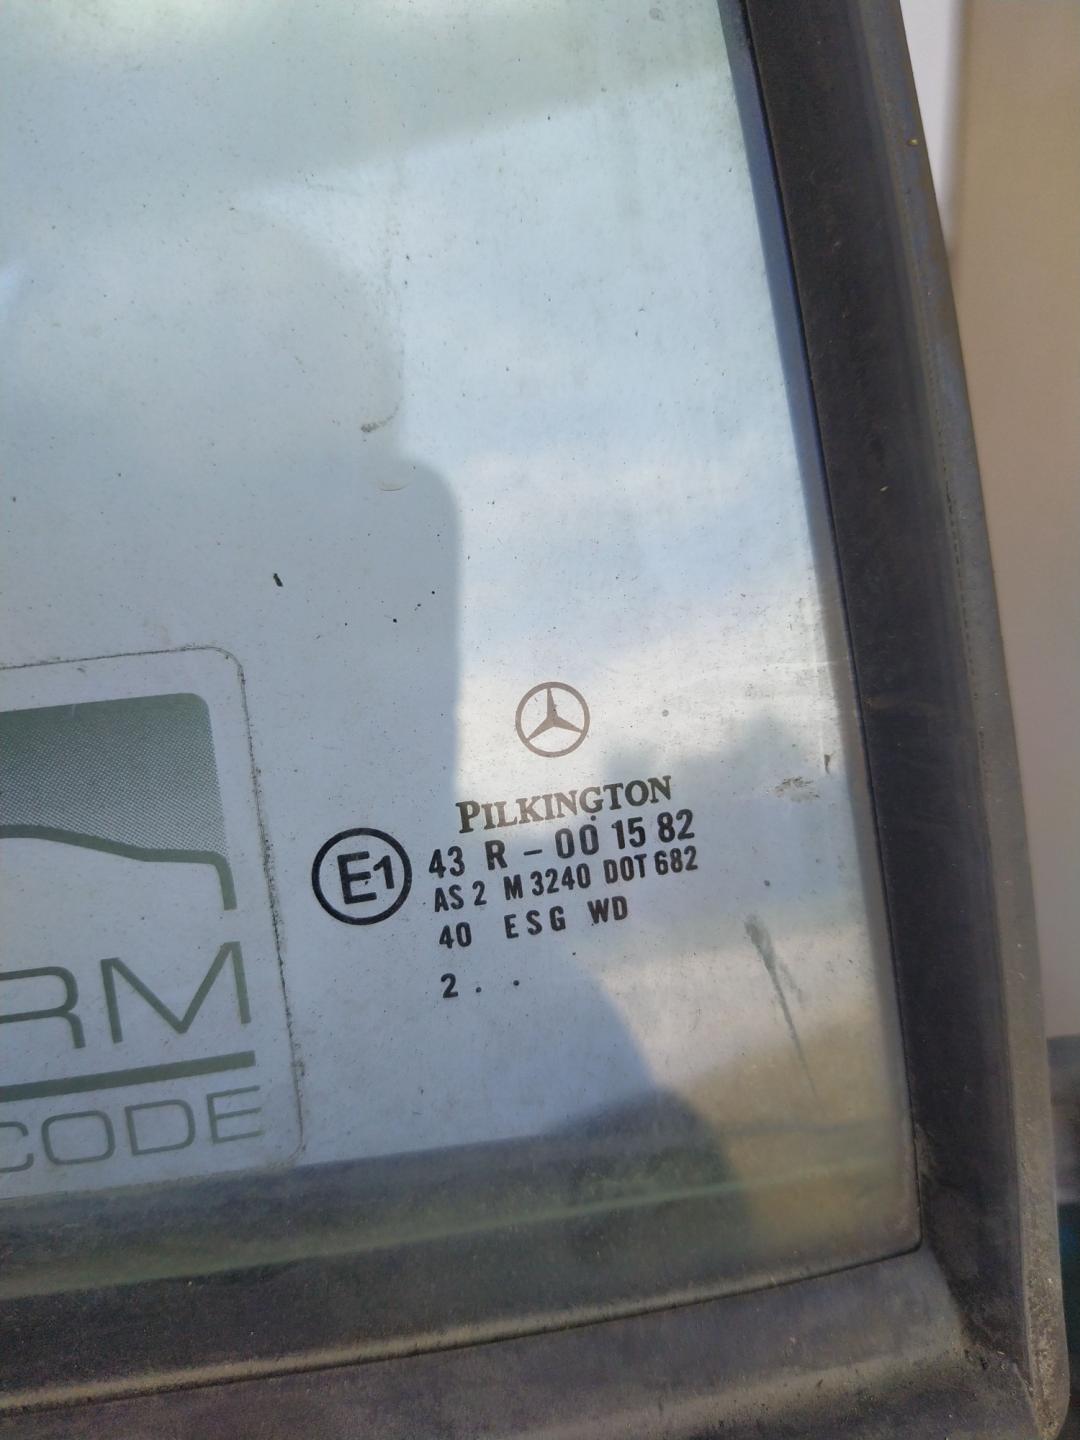 PILKINGTON
E1 43 R - 00 15 82
AS 2 M 3240 DOT 682
40 ESG WD
2 . .
RM
CODE